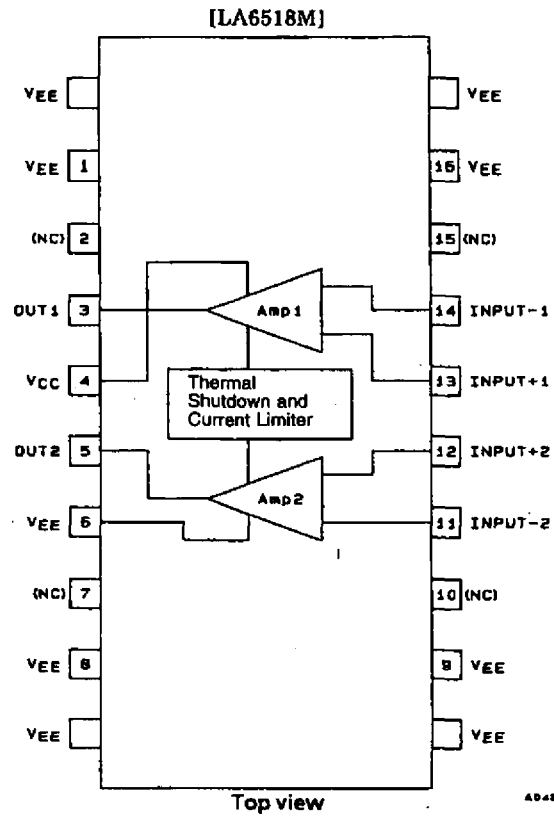 [LA6518M]
VEE VEE
VEE 1 16 VEE
(NC) 2 15 (NC)
OUT1 3 Amp1 14 INPUT-1
VCC 4 13 INPUT+1
Thermal
Shutdown and
Current Limiter
OUT2 5 12 INPUT+2
VEE 6 Amp2 11 INPUT-2
(NC) 7 10 (NC)
VEE 8 9 VEE
VEE VEE
Top view